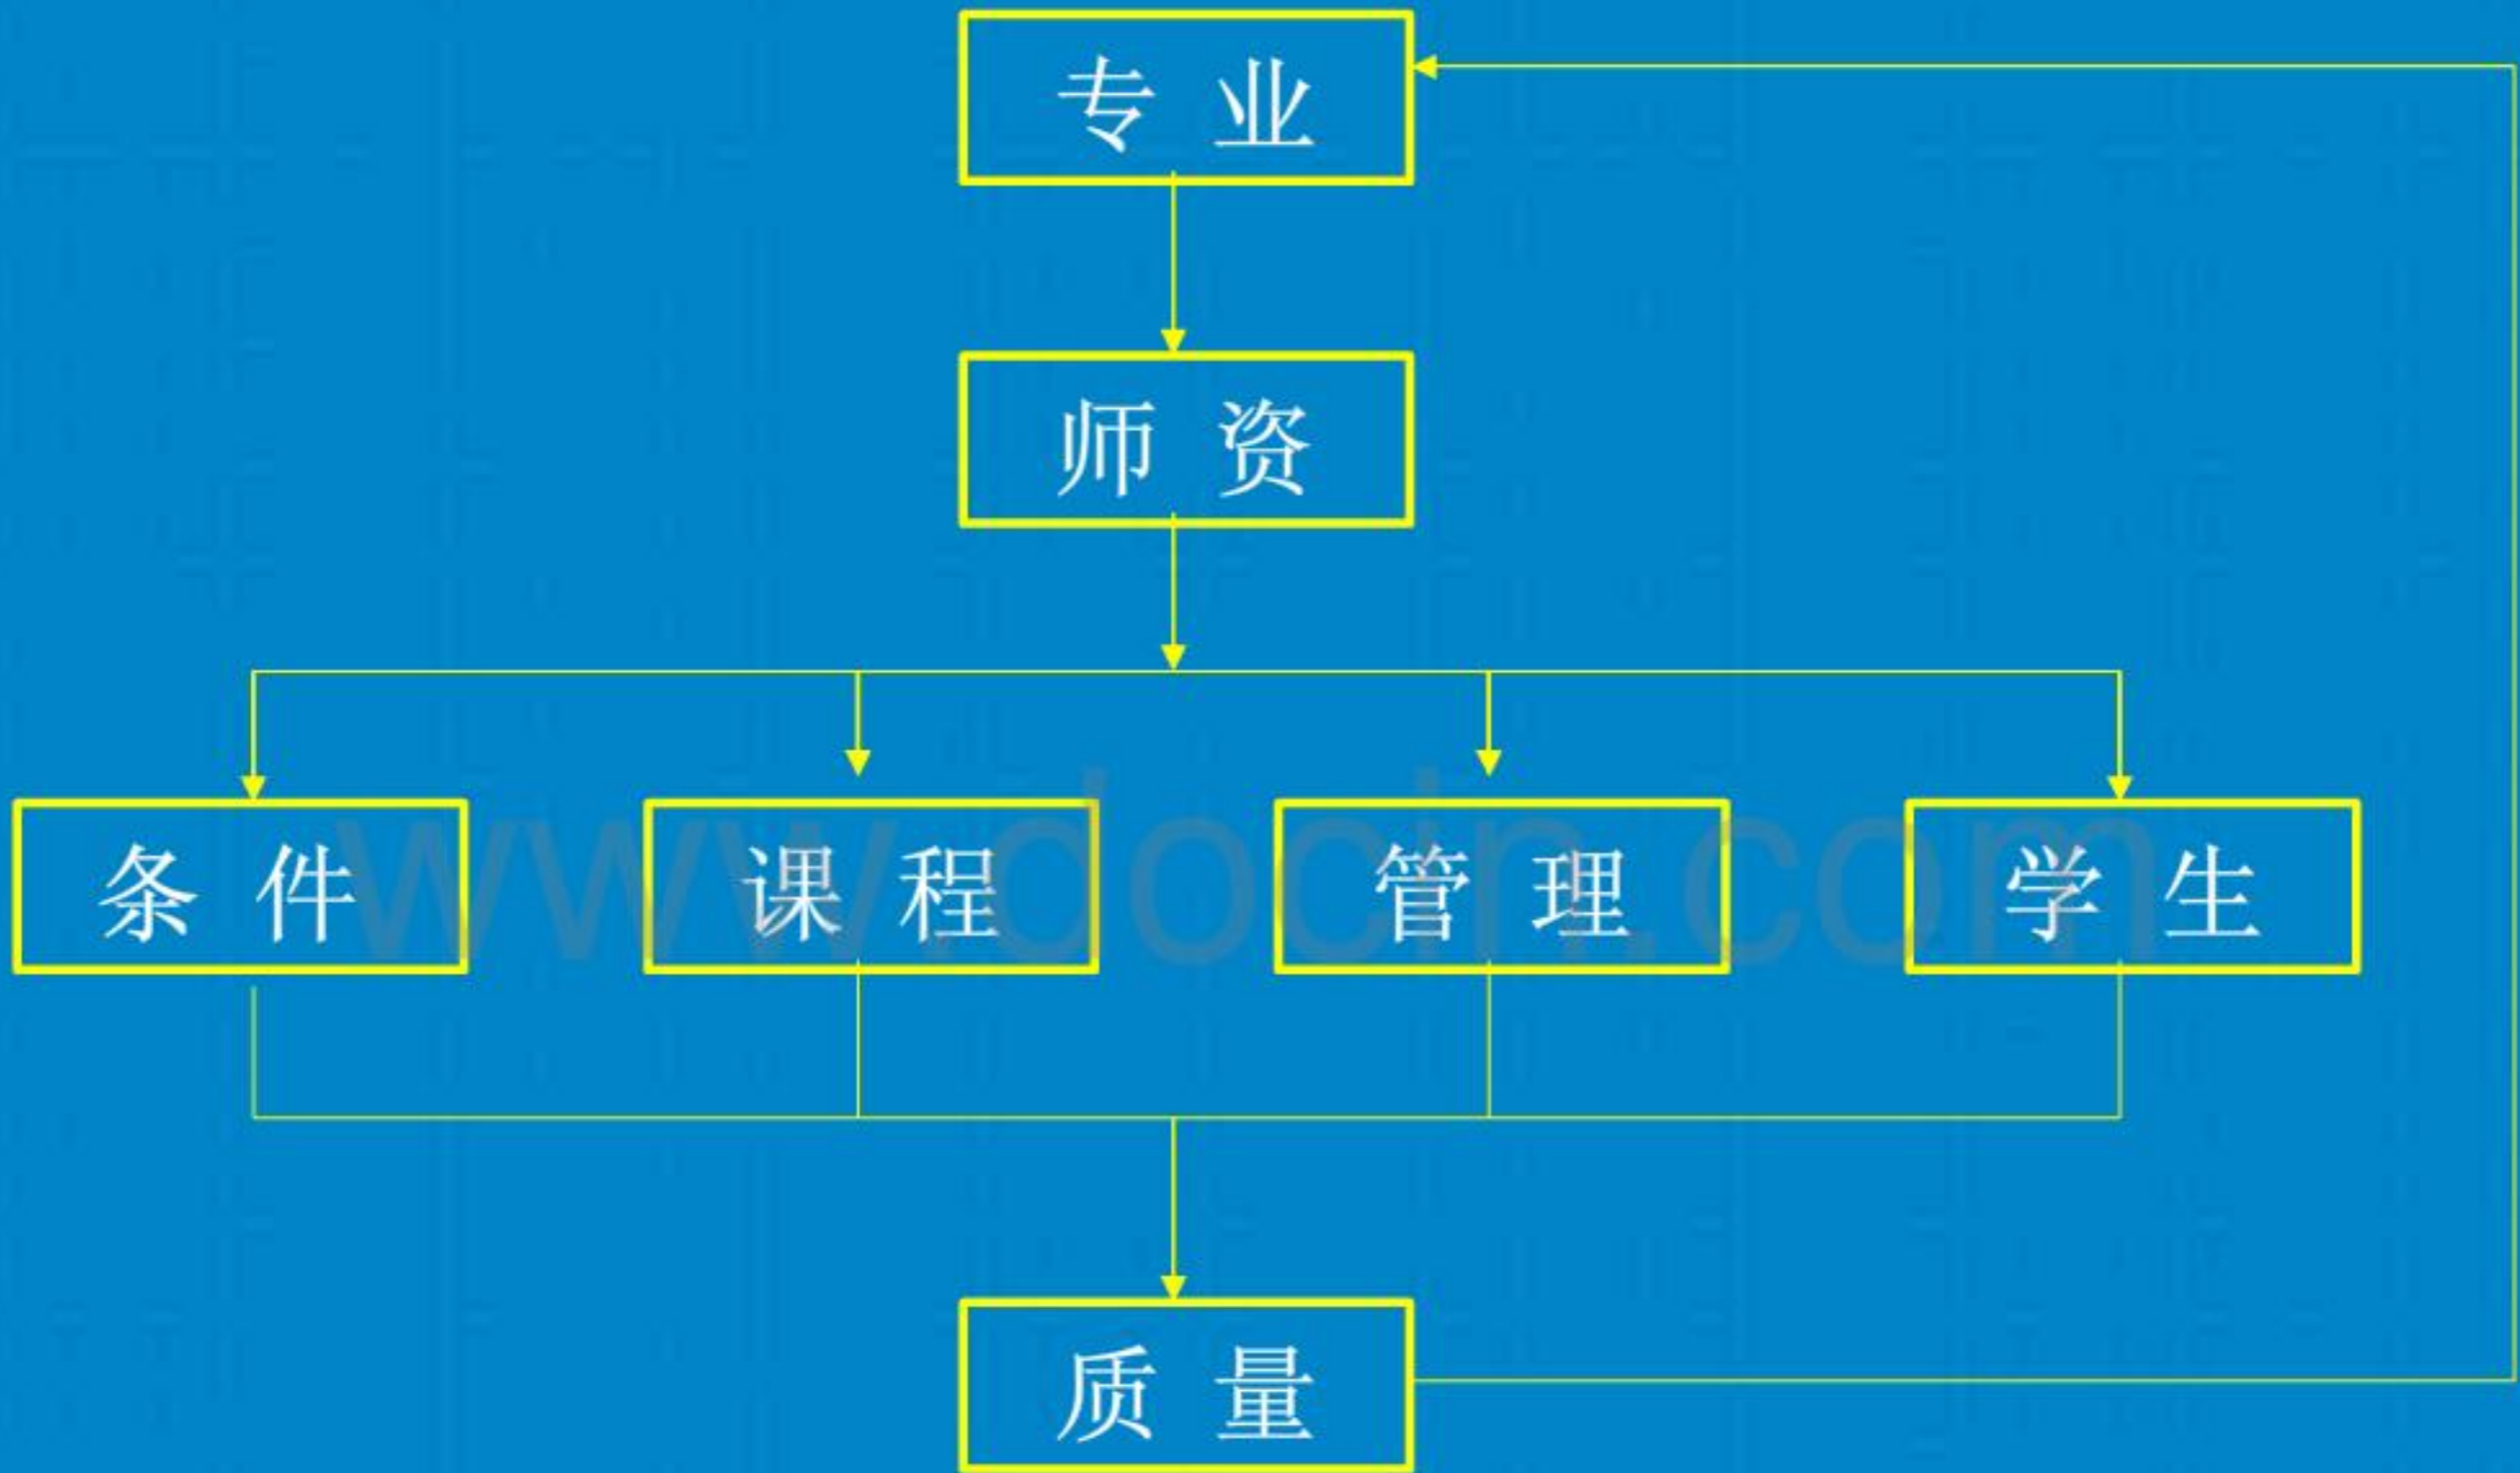 专 业
师 资
条 件 课 程 管 理 学 生
www.docin.com
质 量